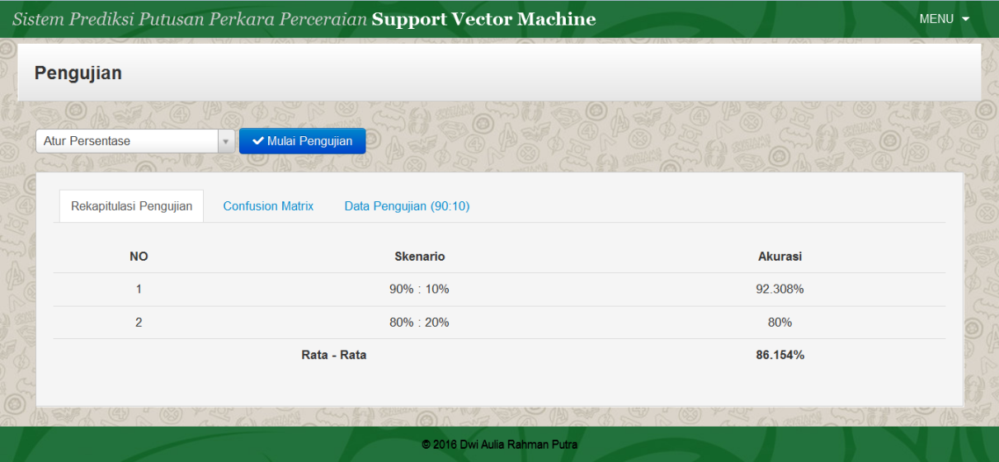 Sistem Prediksi Putusan Perkara Perceraian Support Vector Machine MENU
Pengujian
Atur Persentase Mulai Pengujian
Rekapitulasi Pengujian Confusion Matrix Data Pengujian (90:10)
NO Skenario Akurasi
1 90% : 10% 92.308%
2 80% : 20% 80%
Rata - Rata 86.154%
© 2016 Dwi Aulia Rahman Putra